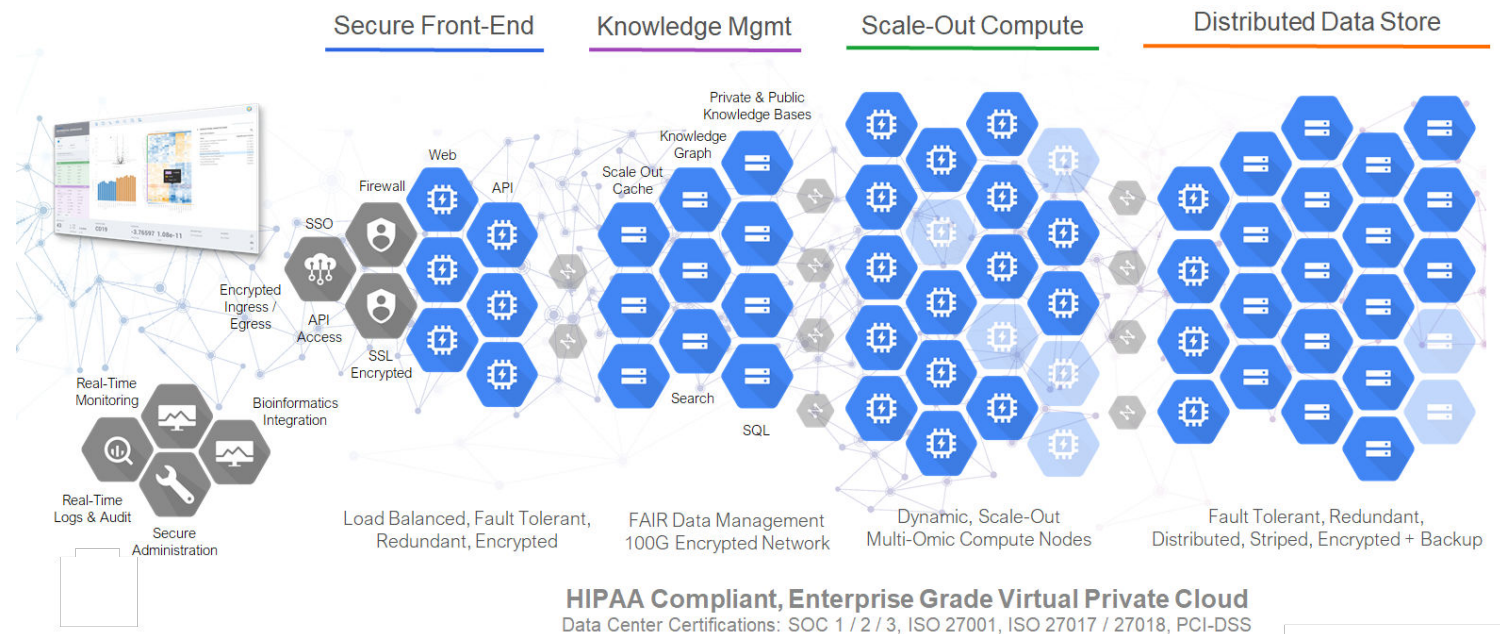 Secure Front-End
Knowledge Mgmt
Scale-Out Compute
Distributed Data Store
Private & Public
Knowledge Bases
Knowledge
Graph
Scale Out
Cache
Web
API
Firewall
SSO
Encrypted
Ingress /
Egress
API
Access
SSL
Encrypted
Search
SQL
Real-Time
Monitoring
Bioinformatics
Integration
Real-Time
Logs & Audit
Secure
Administration
Load Balanced, Fault Tolerant,
Redundant, Encrypted
FAIR Data Management
100G Encrypted Network
Dynamic, Scale-Out
Multi-Omic Compute Nodes
Fault Tolerant, Redundant,
Distributed, Striped, Encrypted + Backup
HIPAA Compliant, Enterprise Grade Virtual Private Cloud
Data Center Certifications: SOC 1 / 2 / 3, ISO 27001, ISO 27017 / 27018, PCI-DSS